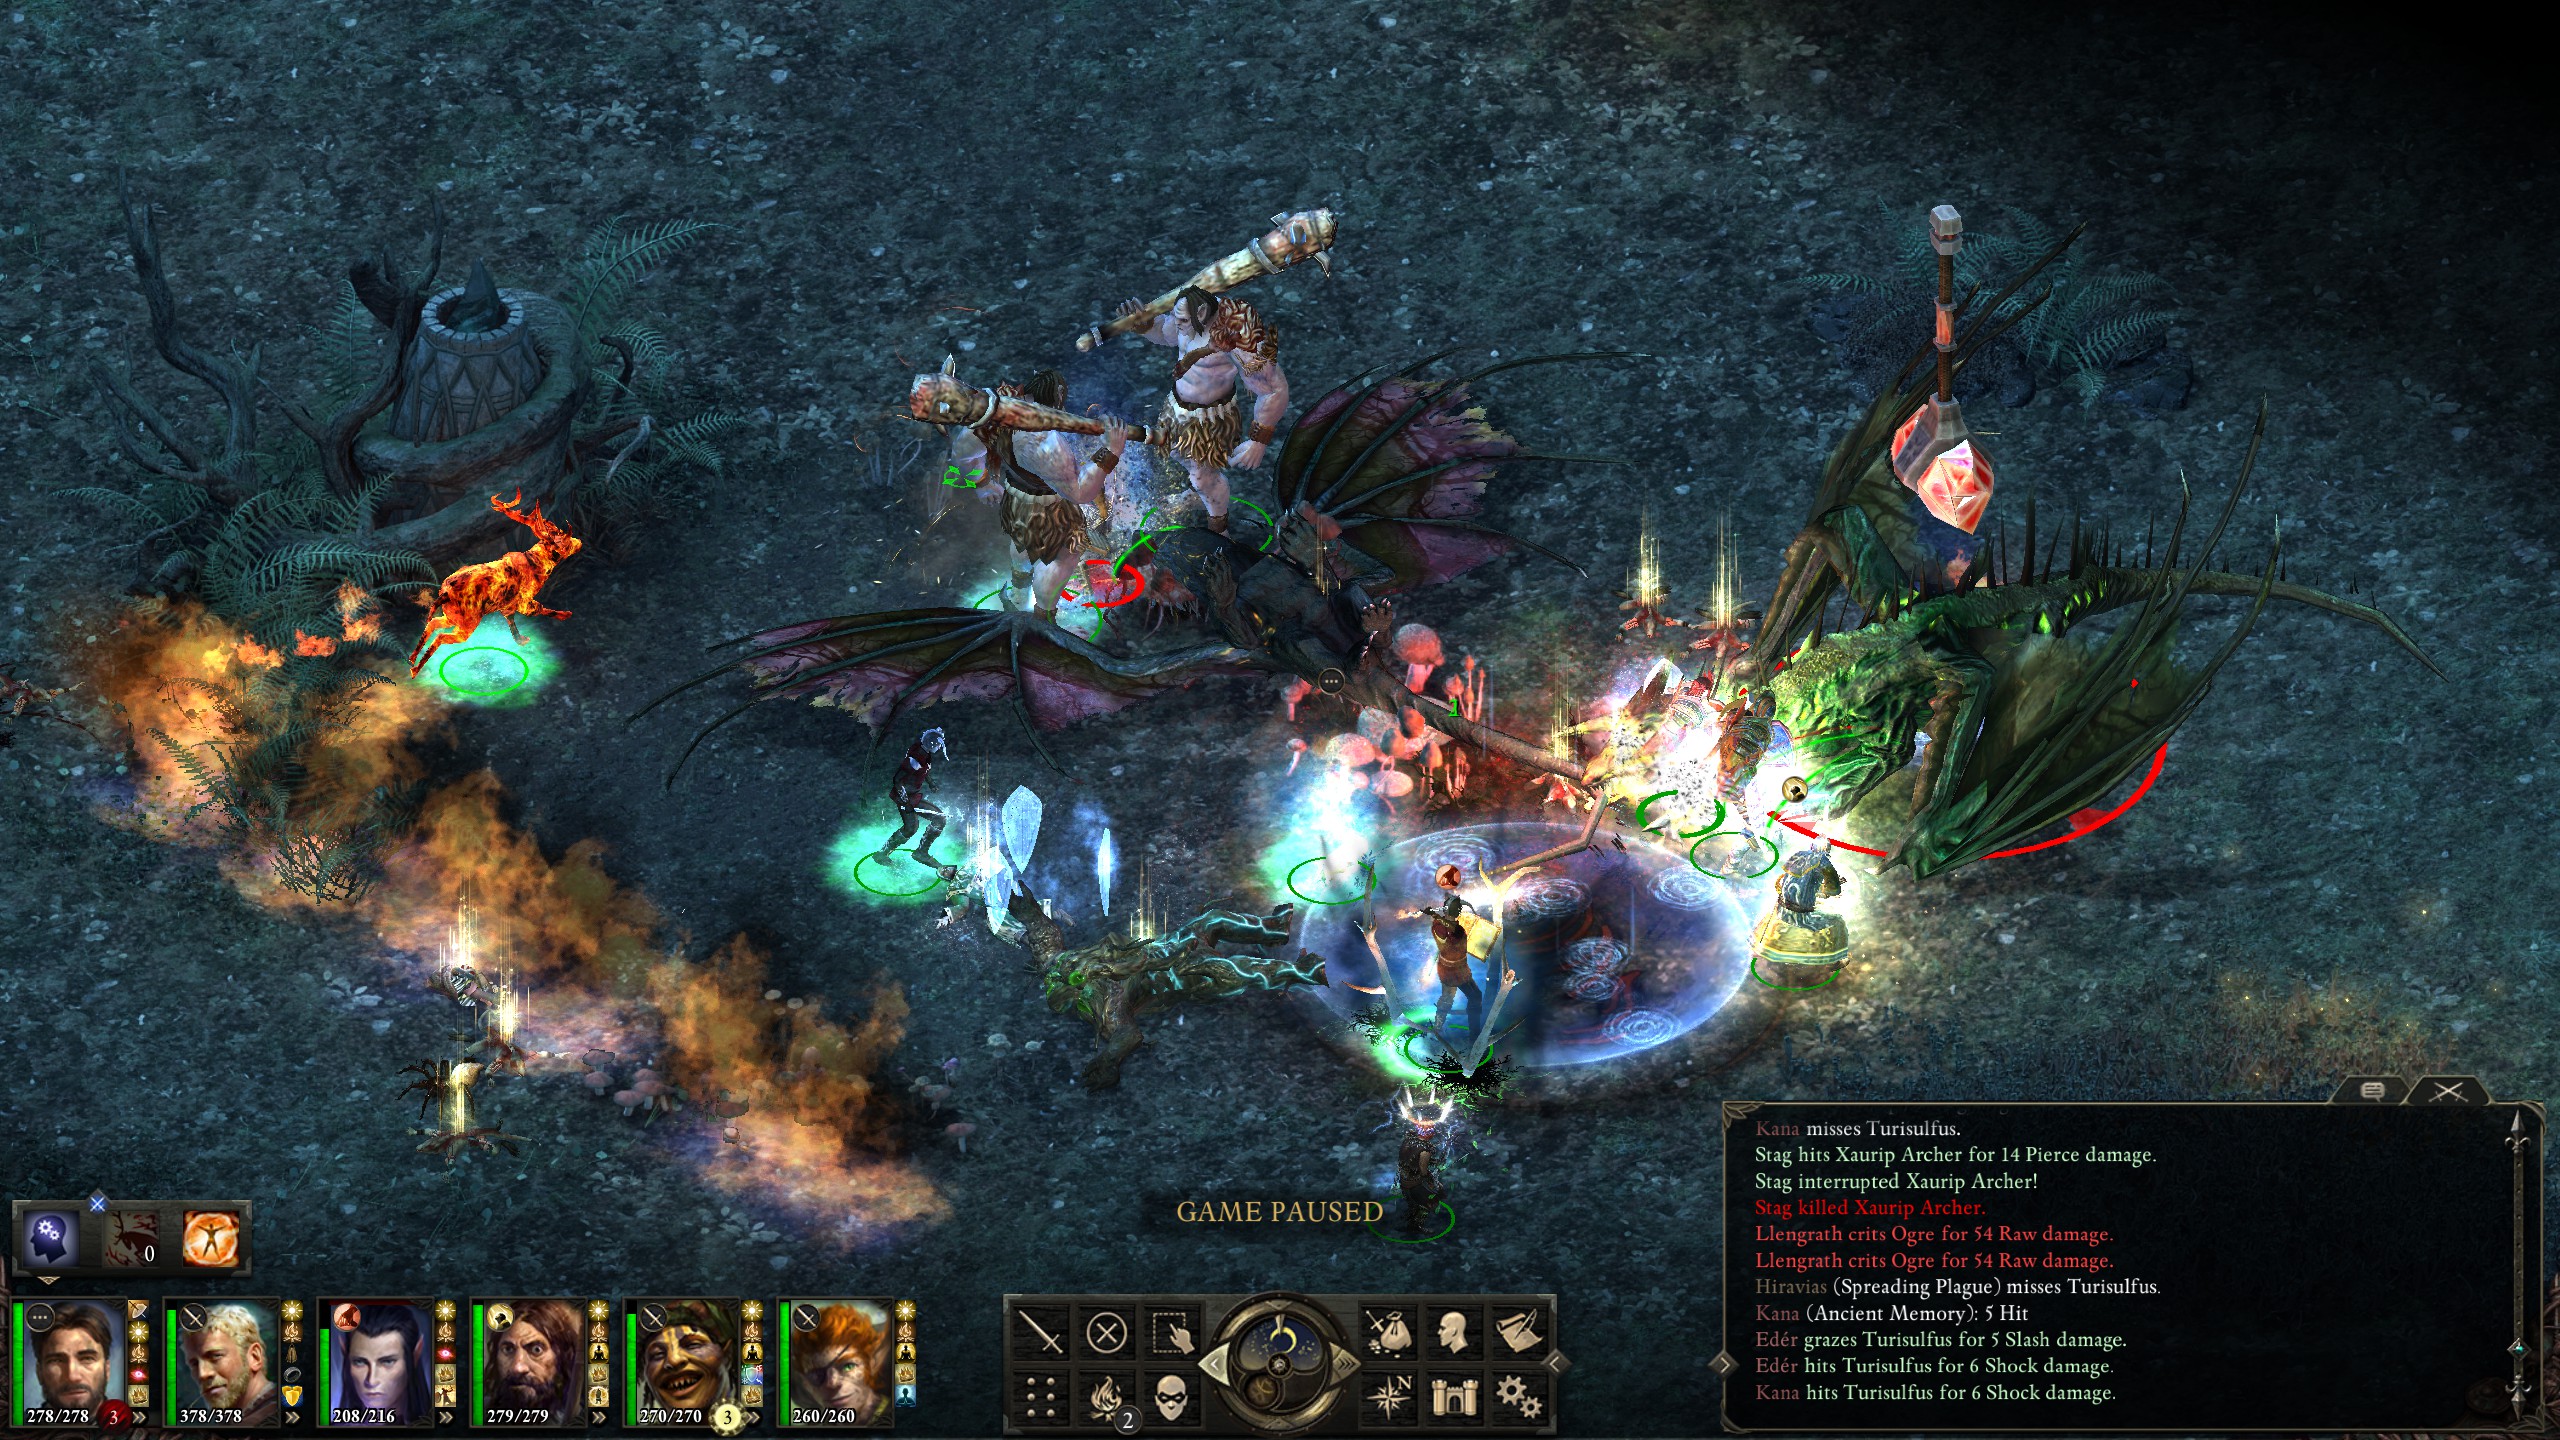 1
GAME PAUSED
Kana misses Turisulfus.
Stag hits Xaurip Archer for 14 Pierce damage.
Stag interrupted Xaurip Archer!
Stag killed Xaurip Archer.
Llengrath crits Ogre for 54 Raw damage.
Llengrath crits Ogre for 54 Raw damage.
Hiravias (Spreading Plague) misses Turisulfus.
Kana (Ancient Memory): 5 Hit
Edér grazes Turisulfus for 5 Slash damage.
Edér hits Turisulfus for 6 Shock damage.
Kana hits Turisulfus for 6 Shock damage.
0
278/278 3
378/378
208/216
279/279
270/270 3
260/260
N
2